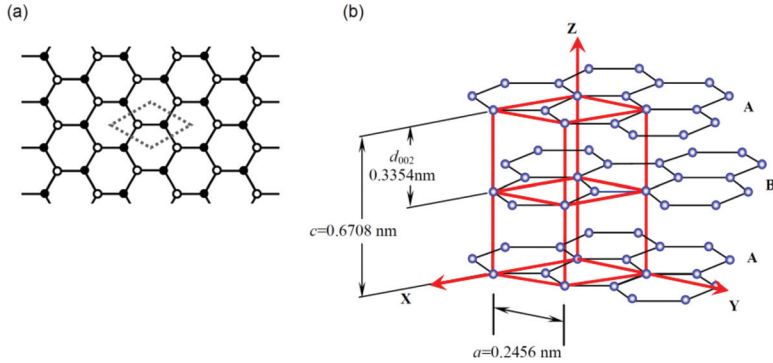 (a)
(b)
Z
A
d002
0.3354nm
B
c=0.6708 nm
A
X
Y
a=0.2456 nm